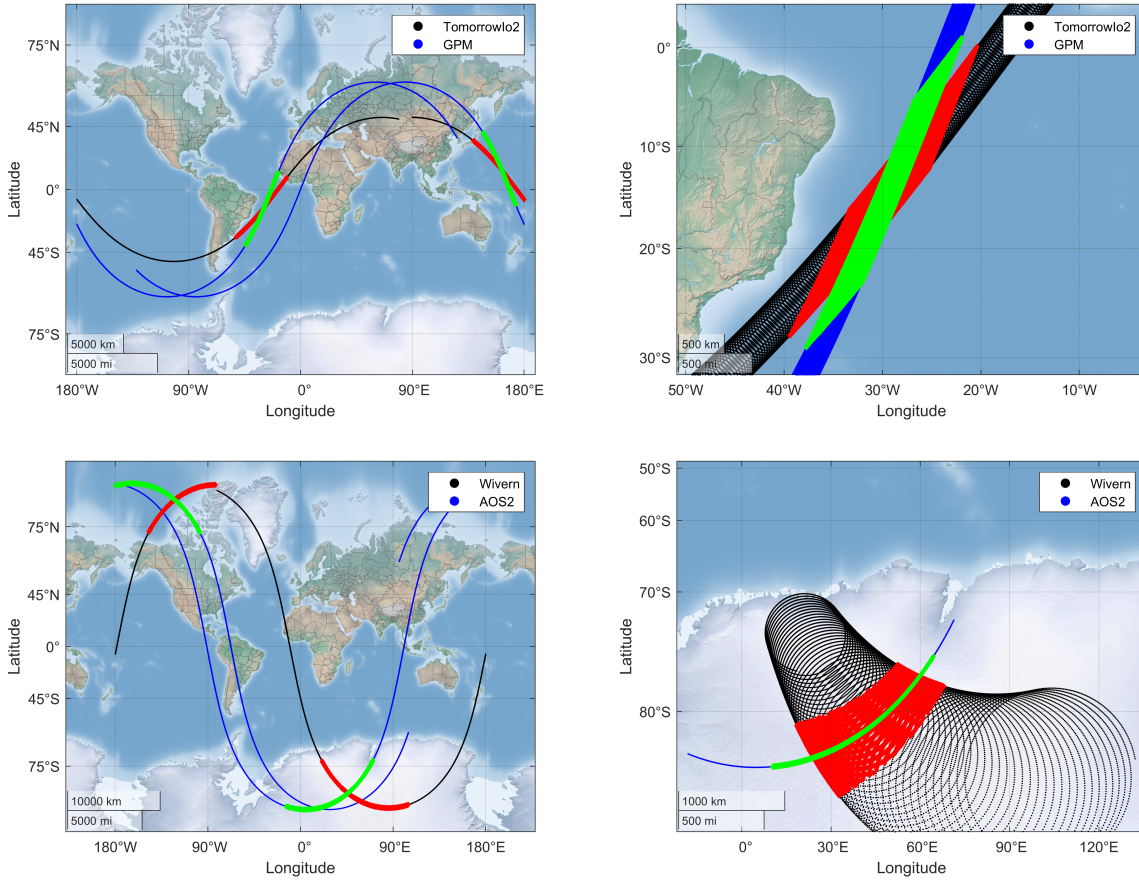 75°N
45°N
0°
45°S
75°S
Latitude
Tomorrowlo2
GPM
5000 km
5000 mi
180°W
90°W
0°
90°E
180°E
Longitude
0°
10°S
20°S
30°S
Latitude
Tomorrowlo2
GPM
500 km
500 mi
50°W
40°W
30°W
20°W
10°W
Longitude
75°N
45°N
0°
45°S
75°S
Latitude
Wivern
AOS2
10000 km
5000 mi
180°W
90°W
0°
90°E
180°E
Longitude
50°S
60°S
70°S
80°S
Latitude
Wivern
AOS2
1000 km
500 mi
0°
30°E
60°E
90°E
120°E
Longitude